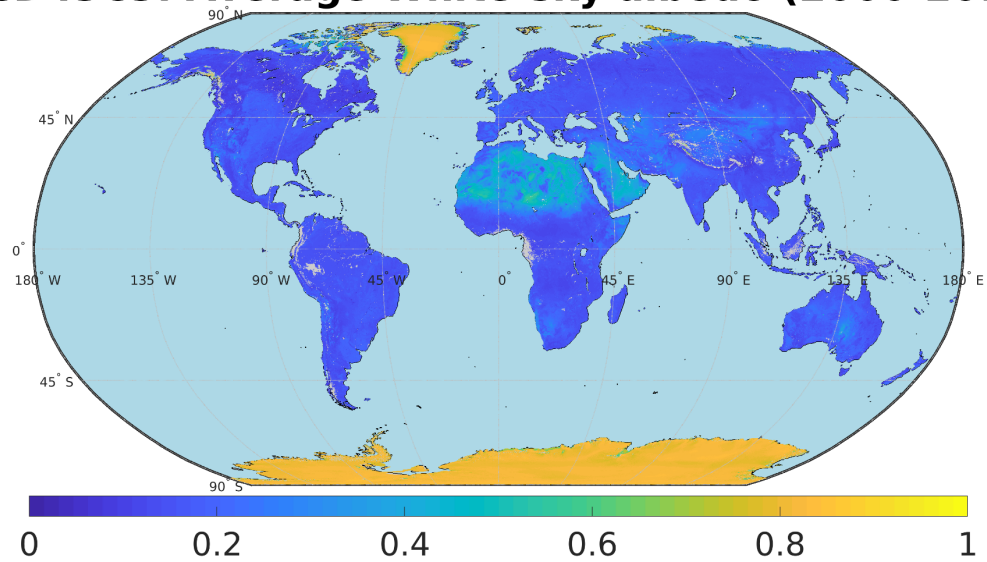 Average White sky albedo (2000
90° N
45° N
0°
180° W 135° W 90° W 45° W 0° 45° E 90° E 135° E 180° E
45° S
90° S
0 0.2 0.4 0.6 0.8 1